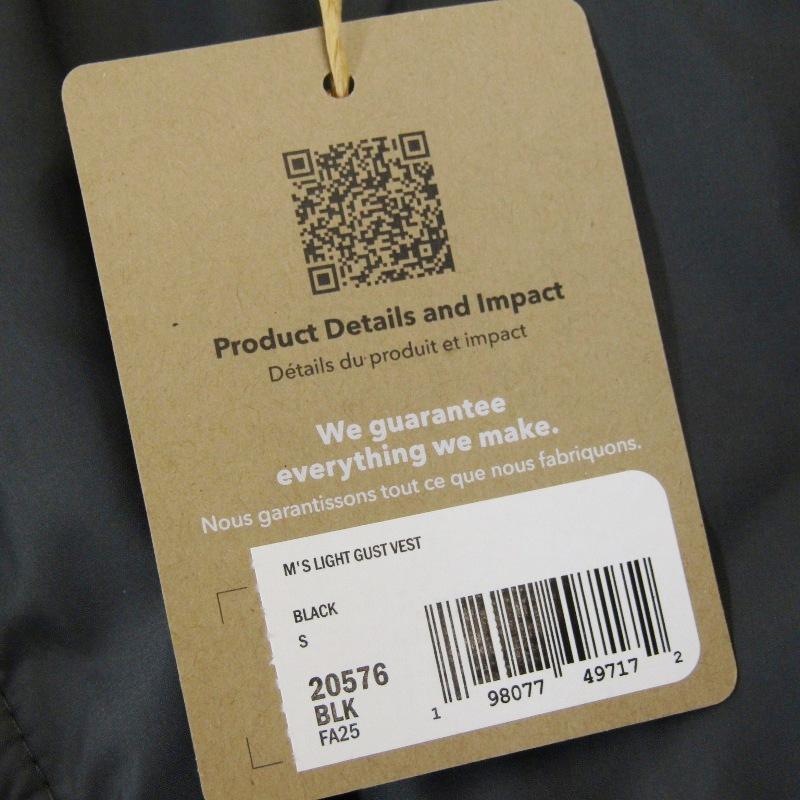 Product Details and Impact
Détails du produit et impact
We guarantee
everything we make.
Nous garantissons tout ce que nous fabriquons.
M'S LIGHT GUST VEST
BLACK
S
20576
BLK
FA25
1 98077 49717 2